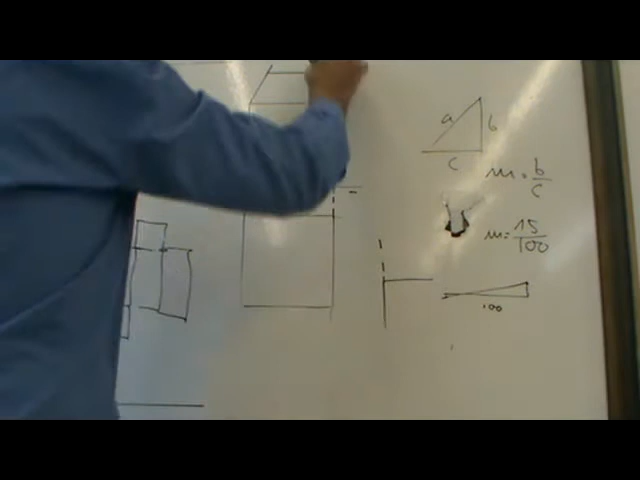 a
b
c
m = b/c
m = 15/100
100